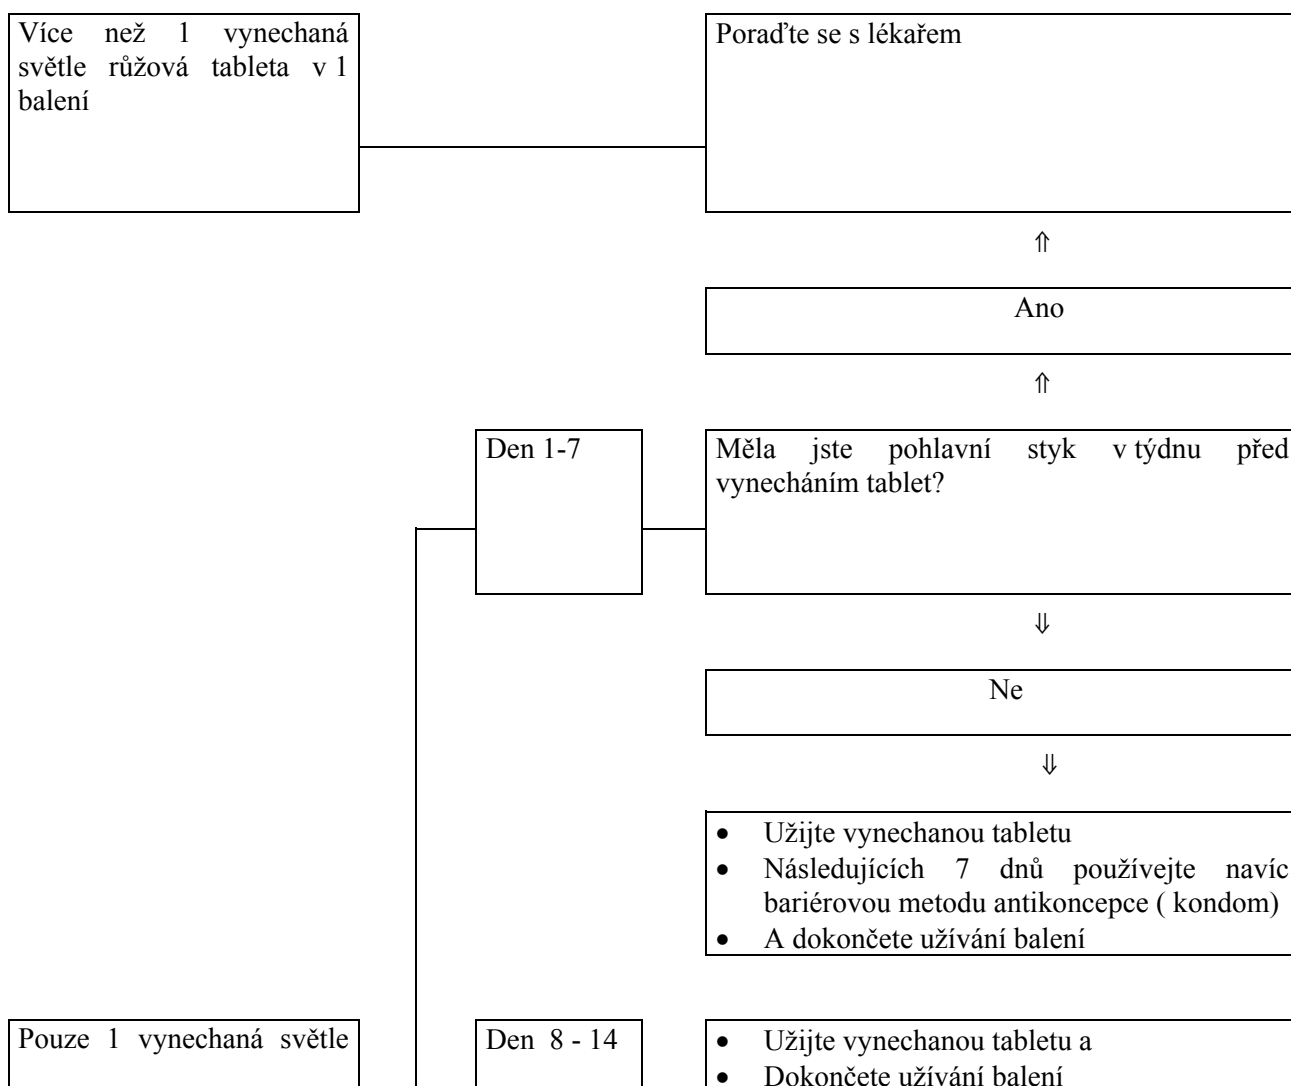 Více než 1 vynechaná
světle růžová tableta v 1
balení
Poraďte se s lékařem
⇑
Ano
⇑
Den 1-7
Měla jste pohlavní styk v týdnu před
vynecháním tablet?
⇓
Ne
⇓
• Užijte vynechanou tabletu
• Následujících 7 dnů používejte navíc
bariérovou metodu antikoncepce ( kondom)
• A dokončete užívání balení
Pouze 1 vynechaná světle
Den 8 - 14
• Užijte vynechanou tabletu a
• Dokončete užívání balení